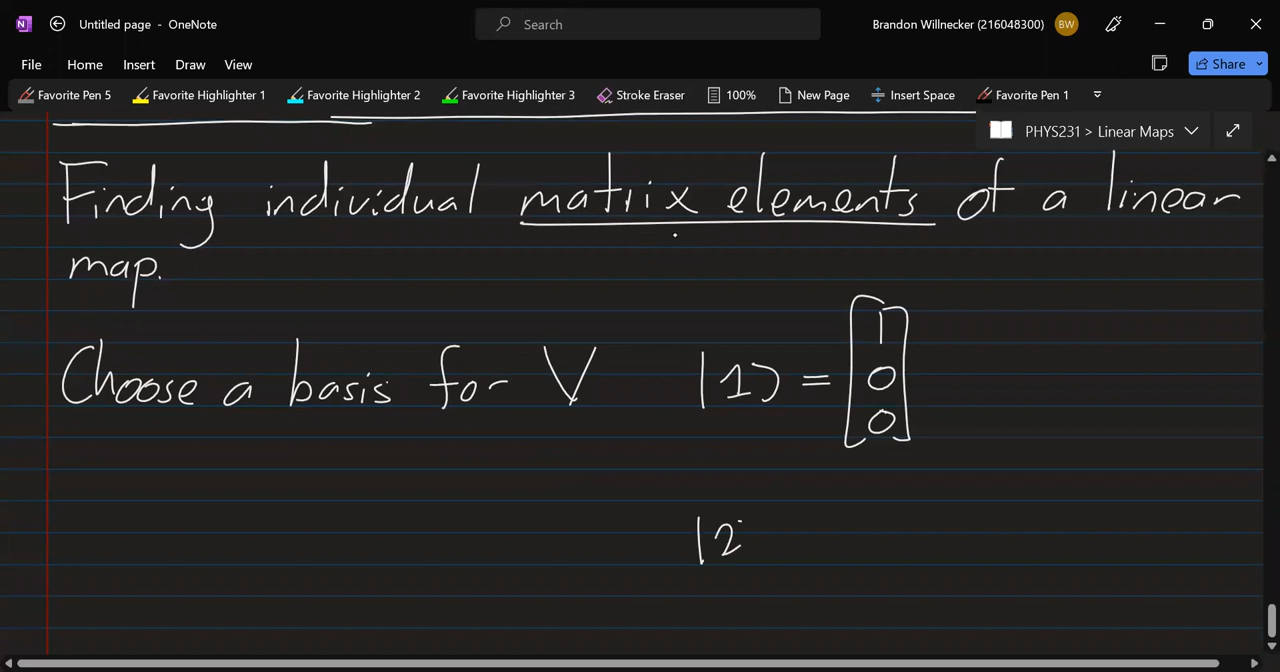 Untitled page - OneNote
Search
Brandon Willnecker (216048300)
BW
File Home Insert Draw View
Share
Favorite Pen 5 Favorite Highlighter 1 Favorite Highlighter 2 Favorite Highlighter 3 Stroke Eraser 100% New Page Insert Space Favorite Pen 1
PHYS231 > Linear Maps
Finding individual matrix elements of a linear
map.
Choose a basis for V |1⟩ = [1 0 0]
|2